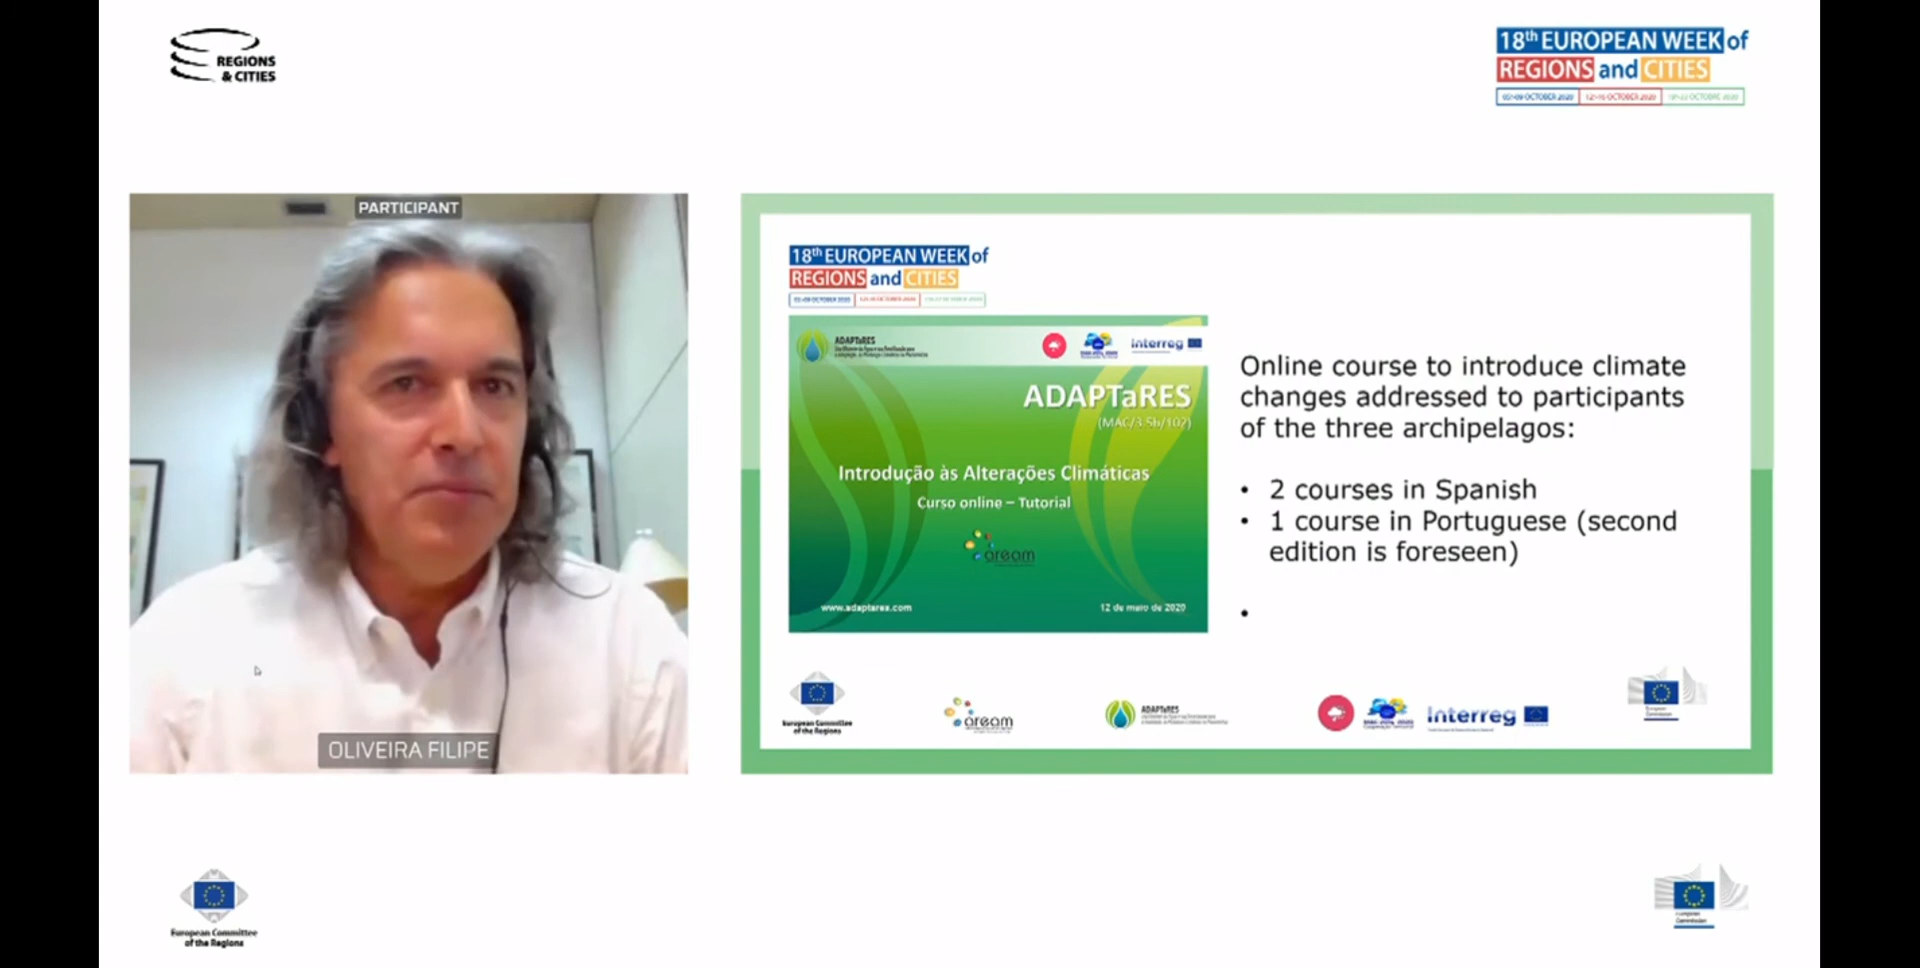 REGIONS
& CITIES
18th EUROPEAN WEEK of
REGIONS and CITIES
PARTICIPANT
OLIVEIRA FILIPE
18th EUROPEAN WEEK of
REGIONS and CITIES
ADAPTaRES
Interreg
ADAPTaRES
(MAC/3.5b/102)
Introdução às Alterações Climáticas
Curso online – Tutorial
aream
www.adaptares.com
12 de maio de 2020
Online course to introduce climate
changes addressed to participants
of the three archipelagos:
• 2 courses in Spanish
• 1 course in Portuguese (second
edition is foreseen)
•
European Committee
of the Regions
aream
ADAPTaRES
Interreg
European
Commission
European Committee
of the Regions
European
Commission